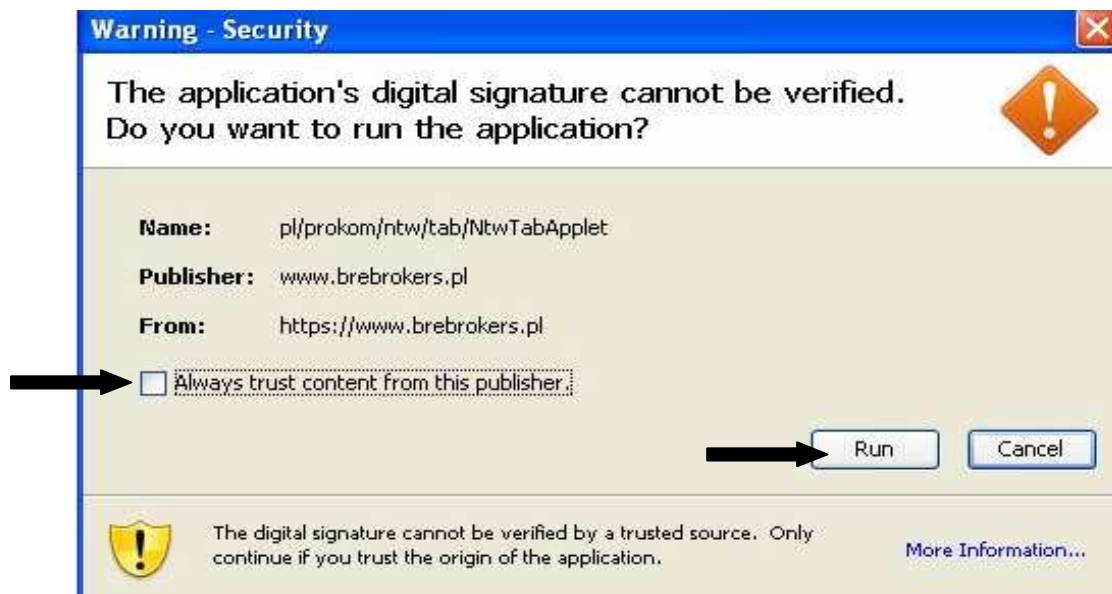 Warning - Security
The application's digital signature cannot be verified.
Do you want to run the application?
Name: pl/prokom/ntw/tab/NtwTabApplet
Publisher: www.brebrokers.pl
From: https://www.brebrokers.pl
Always trust content from this publisher.
Run Cancel
The digital signature cannot be verified by a trusted source. Only
continue if you trust the origin of the application.
More Information...